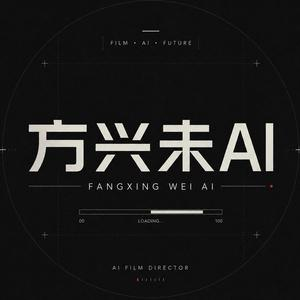 FILM • AI • FUTURE
方兴未AI
FANGXING WEI AI
00 LOADING... 100
AI FILM DIRECTOR